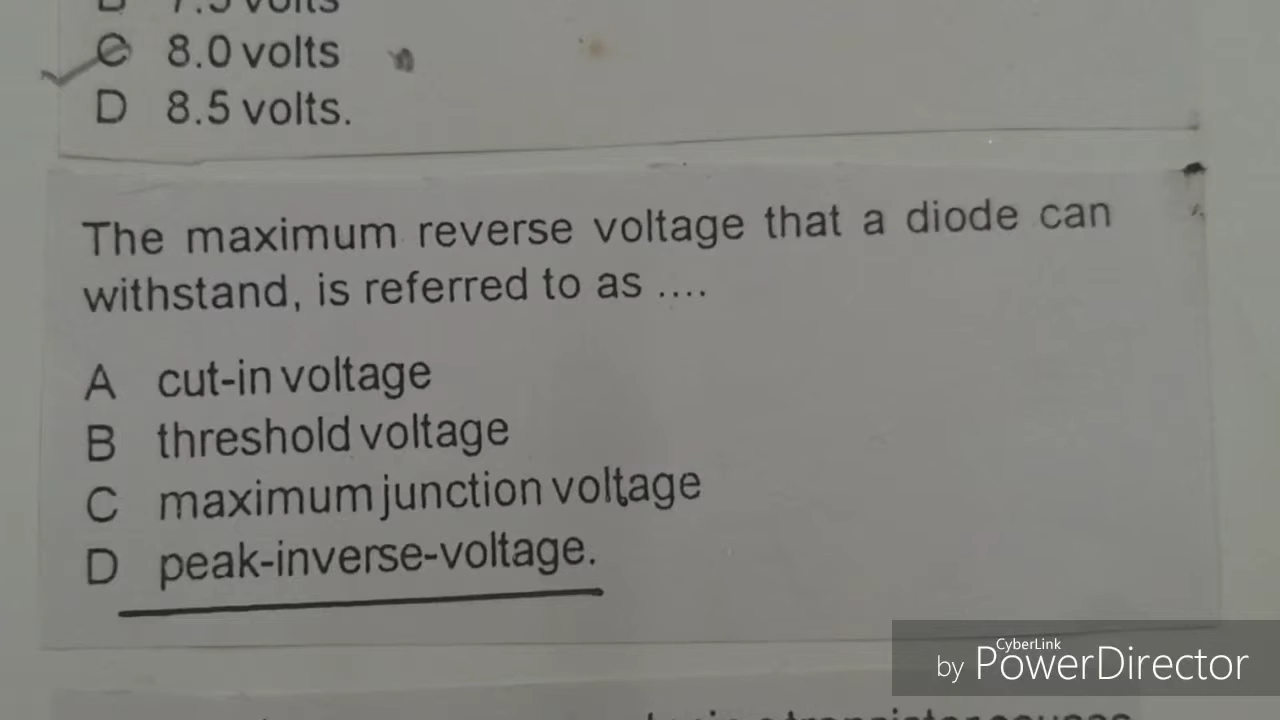 C 8.0 volts
D 8.5 volts.
The maximum reverse voltage that a diode can
withstand, is referred to as ....
A cut-in voltage
B threshold voltage
C maximum junction voltage
D peak-inverse-voltage.
CyberLink
by PowerDirector